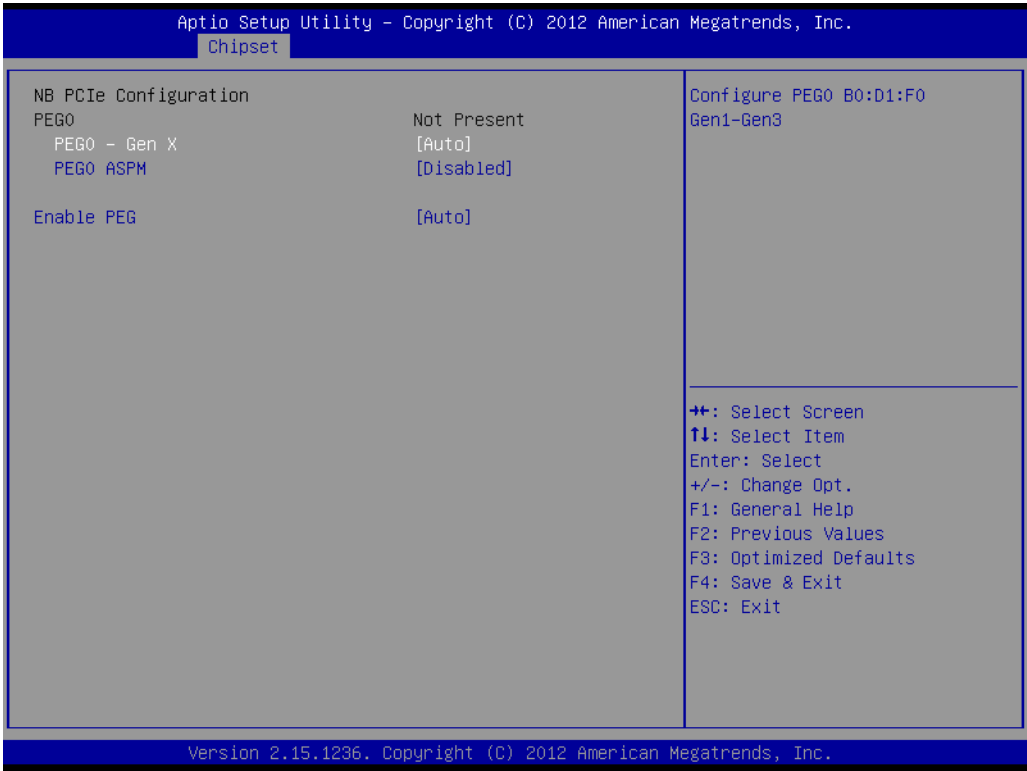 Aptio Setup Utility – Copyright (C) 2012 American Megatrends, Inc.
Chipset
NB PCIe Configuration
PEG0 Not Present
PEG0 – Gen X [Auto]
PEG0 ASPM [Disabled]
Enable PEG [Auto]
Configure PEG0 B0:D1:F0
Gen1–Gen3
→←: Select Screen
↑↓: Select Item
Enter: Select
+/–: Change Opt.
F1: General Help
F2: Previous Values
F3: Optimized Defaults
F4: Save & Exit
ESC: Exit
Version 2.15.1236. Copyright (C) 2012 American Megatrends, Inc.